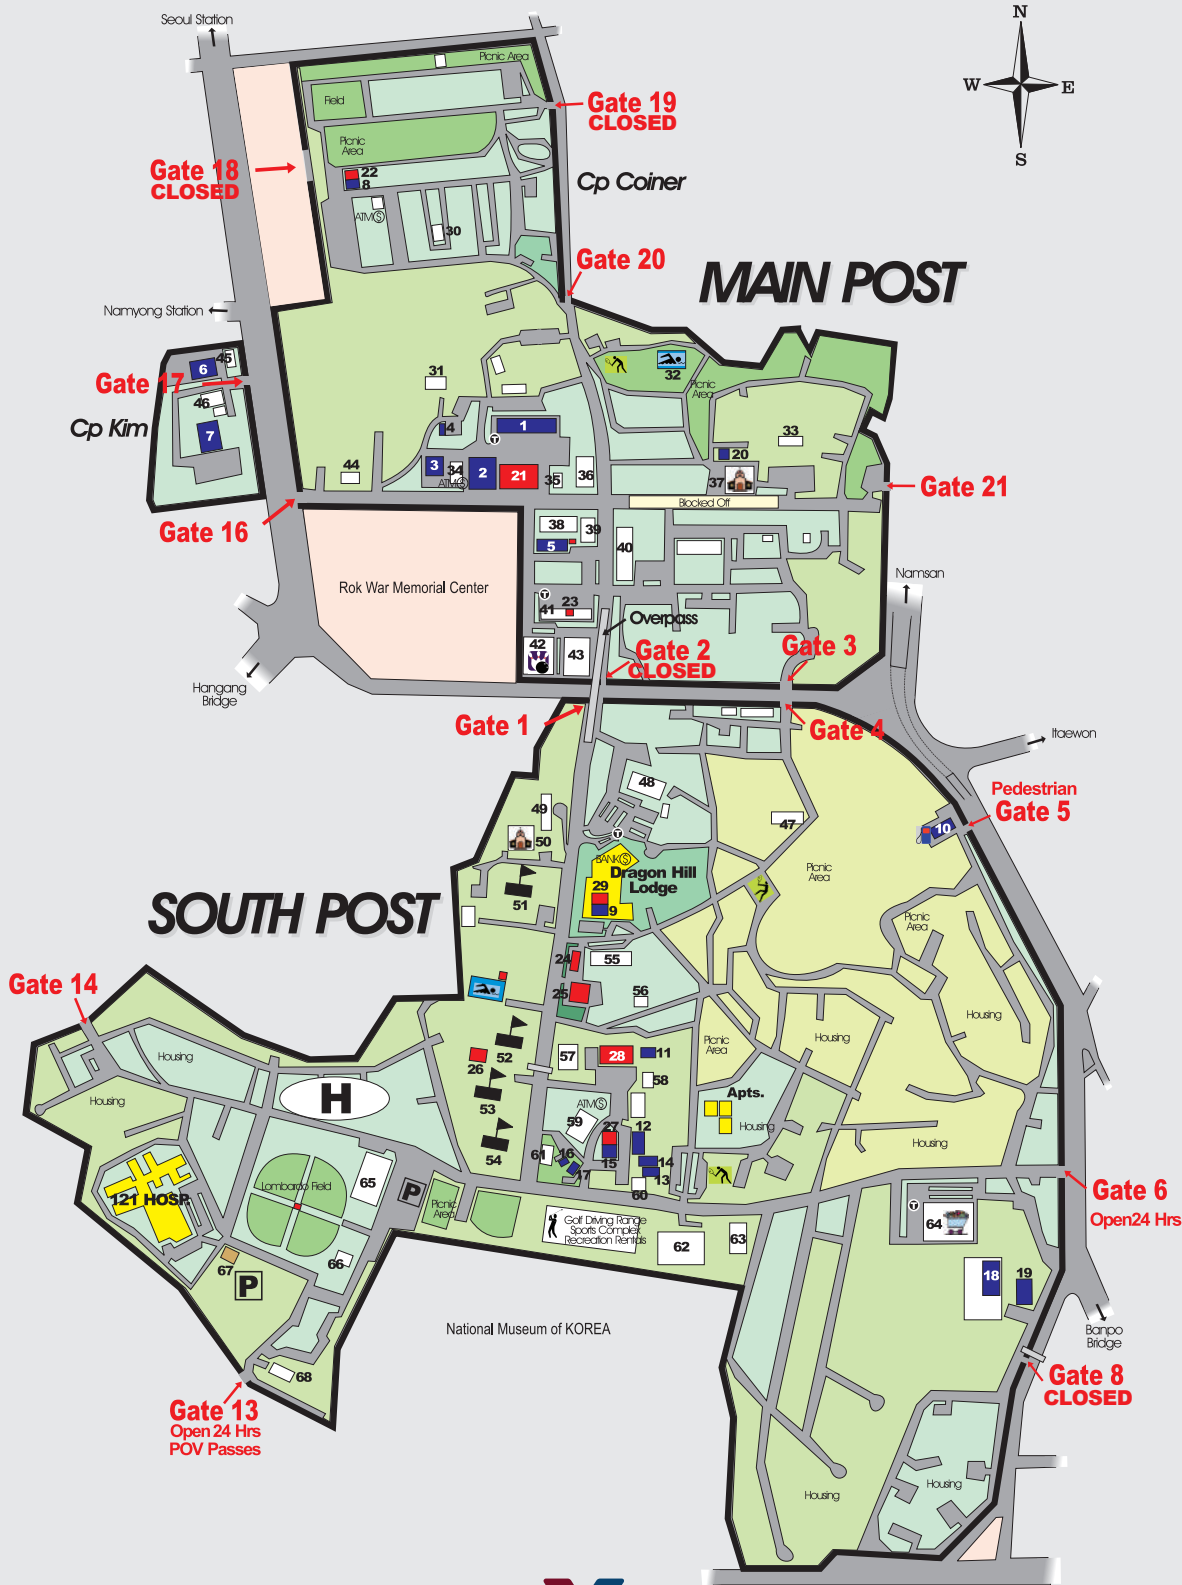 Seoul Station
N
W
E
S
Picnic Area
Field
Gate 19
CLOSED
Picnic
Area
Gate 18
CLOSED
22
8
Cp Coiner
ATM($)
30
Gate 20
MAIN POST
Namyong Station
45
6
Gate 17
46
Cp Kim
7
31
32
Picnic
Area
4
1
T
33
20
3
34
ATM($)
2
21
35
36
37
44
Blocked Off
Gate 21
Gate 16
38
39
5
40
Rok War Memorial Center
T
41
23
Overpass
Namsan
42
43
Gate 2
CLOSED
Gate 3
Hangang
Bridge
Gate 1
Gate 4
Itaewon
48
Pedestrian
Gate 5
49
50
47
10
T
BANK($)
Dragon Hill
Lodge
29
9
Picnic
Area
51
SOUTH POST
Picnic
Area
24
55
25
56
Gate 14
Housing
Housing
Picnic
Area
Housing
52
26
57
28
11
58
53
Housing
H
Apts.
Housing
ATM($)
59
27
12
15
61
16
17
14
13
60
54
Housing
121 HOSP.
Lombardo Field
65
P
Picnic
Area
Golf Driving Range
Sports Complex
Recreation Rentals
62
63
T
64
Gate 6
Open24 Hrs
67
P
66
18
19
68
National Museum of KOREA
Banpo
Bridge
Gate 8
CLOSED
Gate 13
Open 24 Hrs
POV Passes
Housing
Housing